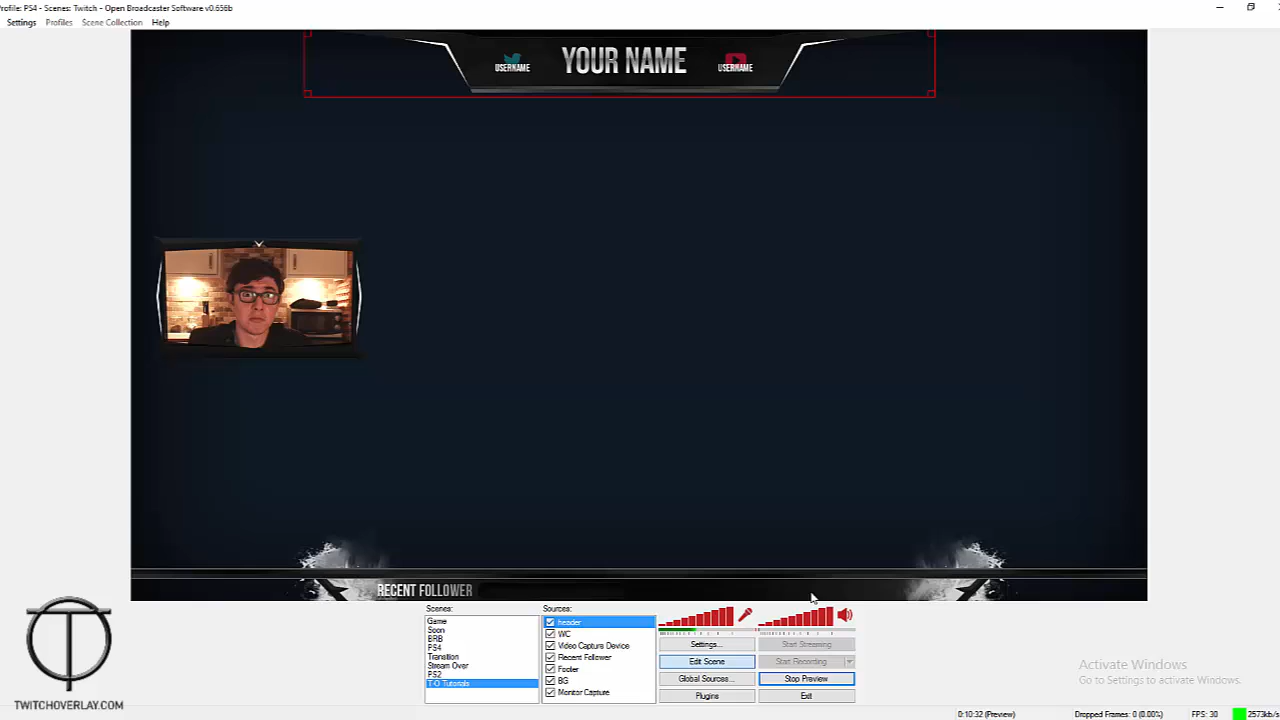 Profile: PS4 - Scenes: Twitch - Open Broadcaster Software v0.656b
Settings Profiles Scene Collection Help
YOUR NAME
USERNAME
USERNAME
RECENT FOLLOWER
Scenes:
Game
Soon
BRB
PS4
Transition
Stream Over
PS2
T-O Tutorials
Sources:
header
WC
Video Capture Device
Recent Follower
Footer
BG
Monitor Capture
Settings...
Start Streaming
Edit Scene
Start Recording
Global Sources...
Stop Preview
Plugins
Exit
TWITCHOVERLAY.COM
Activate Windows
Go to Settings to activate Windows.
0:10:32 (Preview)
Dropped Frames: 0 (0.00%)
FPS: 30
2573kb/s